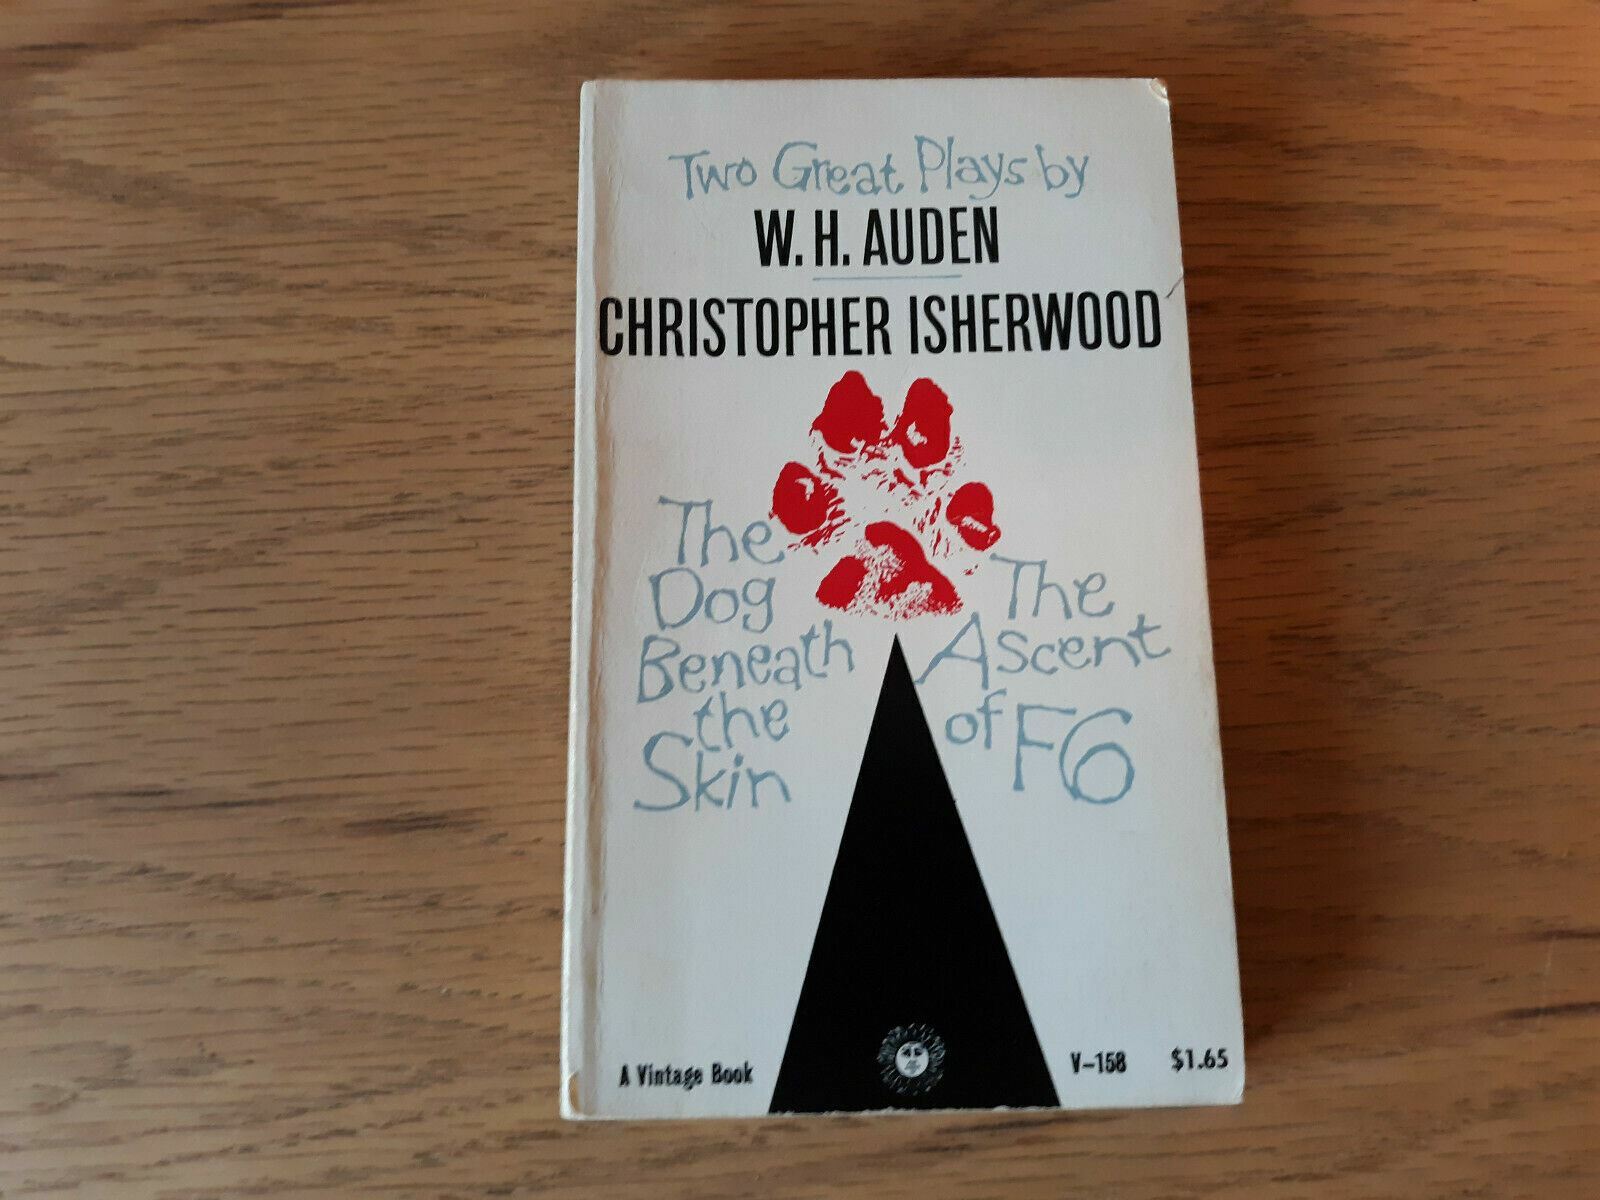 Two Great Plays by
W. H. AUDEN
CHRISTOPHER ISHERWOOD
The
Dog
Beneath
the
Skin
The
Ascent
of F6
A Vintage Book
V-158 $1.65